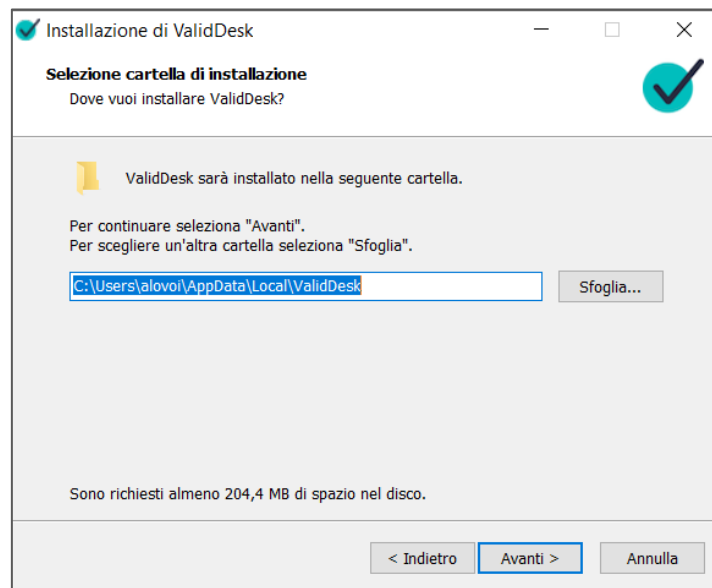 Installazione di ValidDesk
Selezione cartella di installazione
Dove vuoi installare ValidDesk?
ValidDesk sarà installato nella seguente cartella.
Per continuare seleziona "Avanti".
Per scegliere un'altra cartella seleziona "Sfoglia".
C:\Users\alovoi\AppData\Local\ValidDesk
Sfoglia...
Sono richiesti almeno 204,4 MB di spazio nel disco.
< Indietro
Avanti >
Annulla